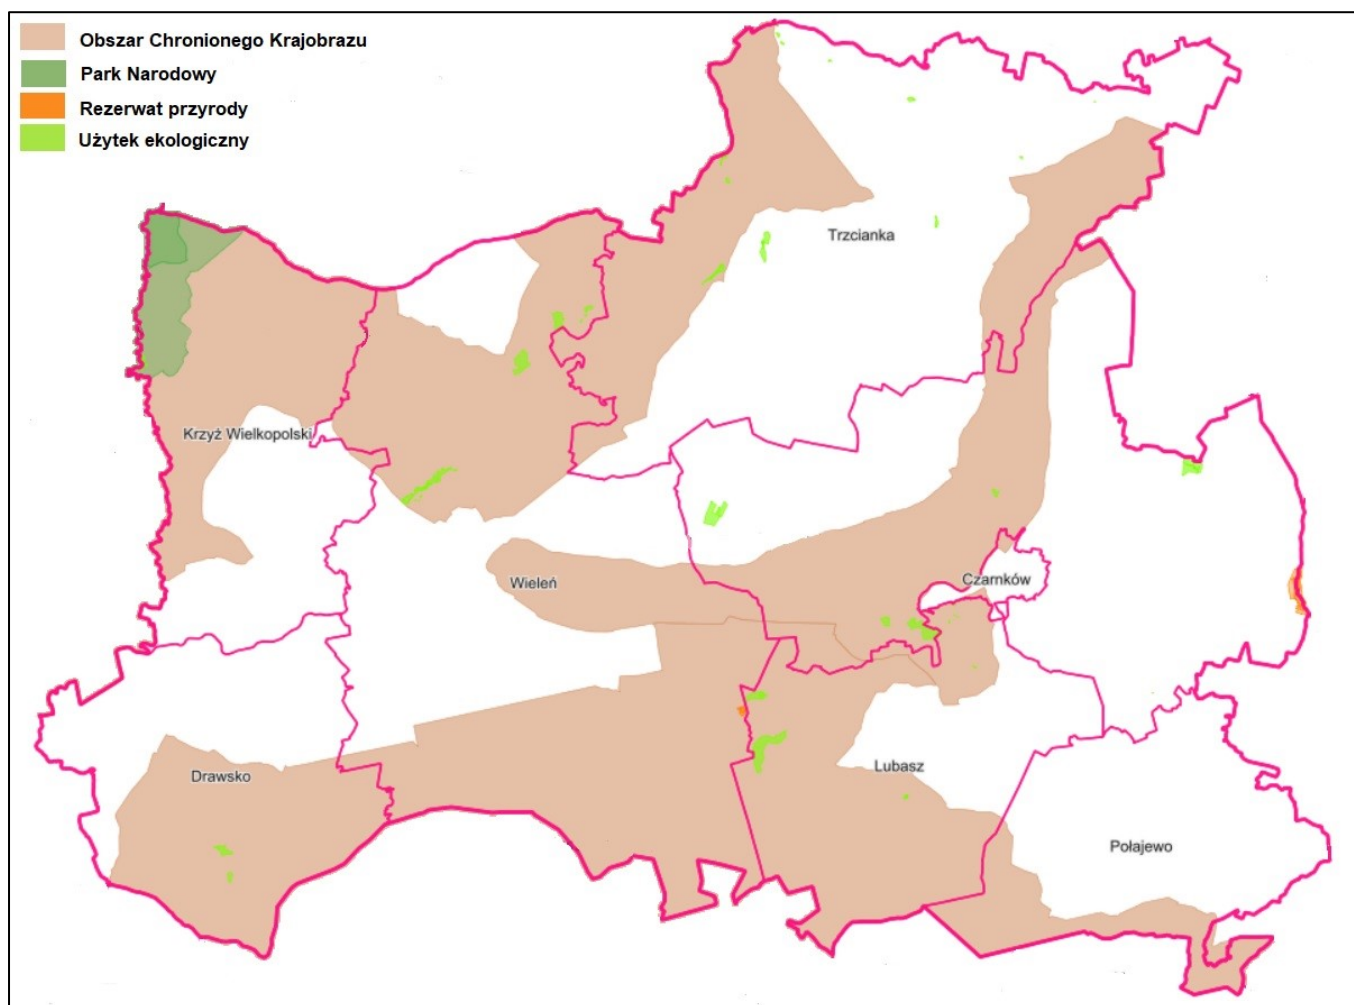 Obszar Chronionego Krajobrazu
Park Narodowy
Rezerwat przyrody
Użytek ekologiczny
Trzcianka
Krzyż Wielkopolski
Wieleń
Czarnków
Drawsko
Lubasz
Połajewo